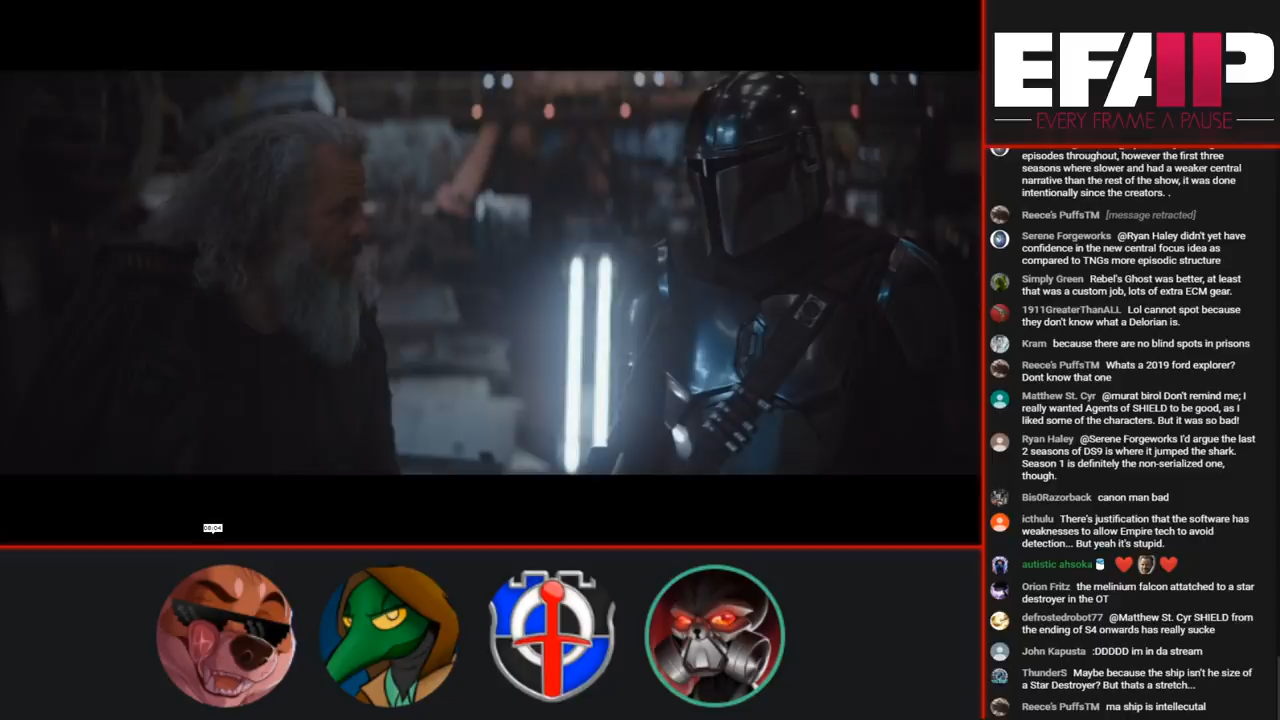 EFAP
EVERY FRAME A PAUSE
episodes throughout, however the first three
seasons where slower and had a weaker central
narrative than the rest of the show, it was done
intentionally since the creators. .
Reece's PuffsTM [message retracted]
Serene Forgeworks @Ryan Haley didn't yet have
confidence in the new central focus idea as
compared to TNGs more episodic structure
Simply Green Rebel's Ghost was better, at least
that was a custom job, lots of extra ECM gear.
1911GreaterThanALL Lol cannot spot because
they don't know what a Delorian is.
Kram because there are no blind spots in prisons
Reece's PuffsTM Whats a 2019 ford explorer?
Dont know that one
Matthew St. Cyr @murat birol Don't remind me; I
really wanted Agents of SHIELD to be good, as I
liked some of the characters. But it was so bad!
Ryan Haley @Serene Forgeworks I'd argue the last
2 seasons of DS9 is where it jumped the shark.
Season 1 is definitely the non-serialized one,
though.
Bis0Razorback canon man bad
icthulu There's justification that the software has
weaknesses to allow Empire tech to avoid
detection... But yeah it's stupid.
autistic ahsoka
Orion Fritz the melinium falcon attatched to a star
destroyer in the OT
defrostedrobot77 @Matthew St. Cyr SHIELD from
the ending of S4 onwards has really sucke
John Kapusta :DDDDD im in da stream
ThunderS Maybe because the ship isn't he size of
a Star Destroyer? But thats a stretch...
Reece's PuffsTM ma ship is intellecutal
08:04